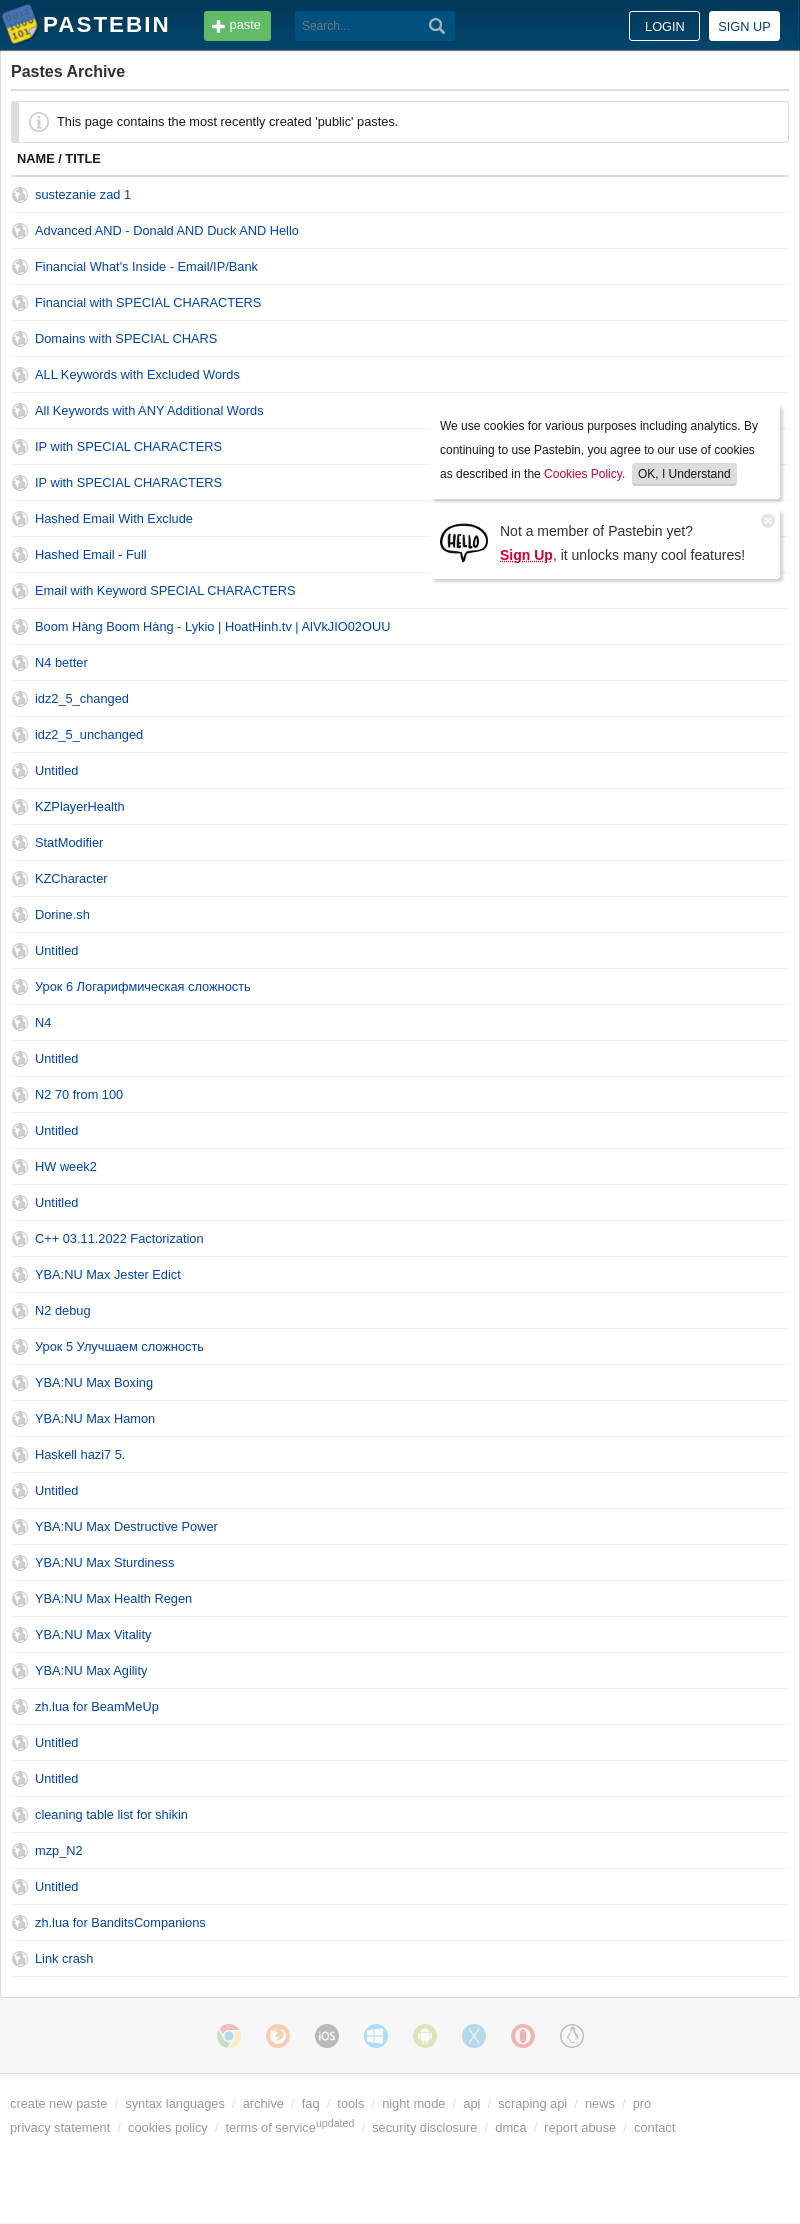 PASTEBIN
paste
Search...
LOGIN
SIGN UP
Pastes Archive
This page contains the most recently created 'public' pastes.
NAME / TITLE
sustezanie zad 1
Advanced AND - Donald AND Duck AND Hello
Financial What's Inside - Email/IP/Bank
Financial with SPECIAL CHARACTERS
Domains with SPECIAL CHARS
ALL Keywords with Excluded Words
All Keywords with ANY Additional Words
IP with SPECIAL CHARACTERS
IP with SPECIAL CHARACTERS
Hashed Email With Exclude
Hashed Email - Full
Email with Keyword SPECIAL CHARACTERS
We use cookies for various purposes including analytics. By
continuing to use Pastebin, you agree to our use of cookies
as described in the Cookies Policy. OK, I Understand
HELLO
Not a member of Pastebin yet?
Sign Up, it unlocks many cool features!
Boom Hàng Boom Hàng - Lykio | HoatHinh.tv | AlVkJIO02OUU
N4 better
idz2_5_changed
idz2_5_unchanged
Untitled
KZPlayerHealth
StatModifier
KZCharacter
Dorine.sh
Untitled
Урок 6 Логарифмическая сложность
N4
Untitled
N2 70 from 100
Untitled
HW week2
Untitled
C++ 03.11.2022 Factorization
YBA:NU Max Jester Edict
N2 debug
Урок 5 Улучшаем сложность
YBA:NU Max Boxing
YBA:NU Max Hamon
Haskell hazi7 5.
Untitled
YBA:NU Max Destructive Power
YBA:NU Max Sturdiness
YBA:NU Max Health Regen
YBA:NU Max Vitality
YBA:NU Max Agility
zh.lua for BeamMeUp
Untitled
Untitled
cleaning table list for shikin
mzp_N2
Untitled
zh.lua for BanditsCompanions
Link crash
iOS
create new paste / syntax languages / archive / faq / tools / night mode / api / scraping api / news / pro
privacy statement / cookies policy / terms of serviceupdated / security disclosure / dmca / report abuse / contact